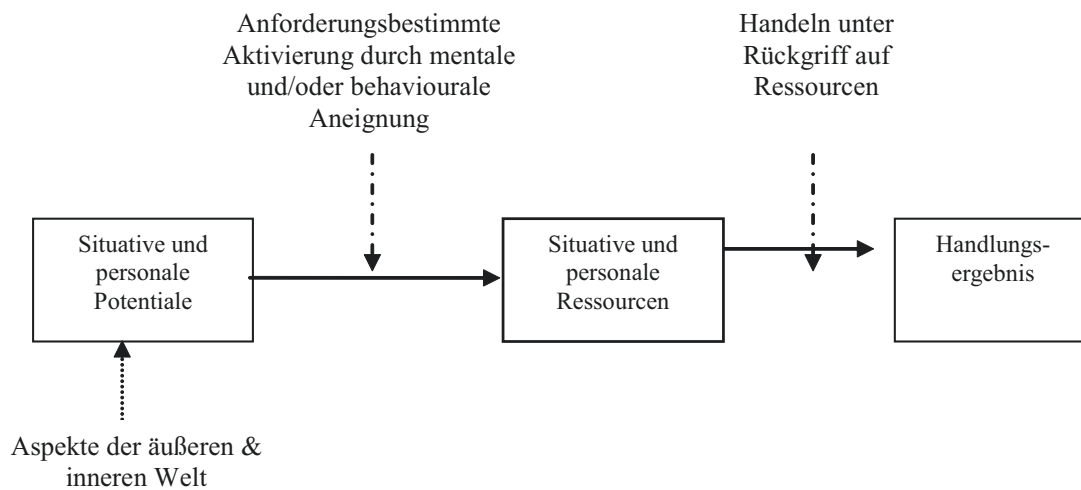 Anforderungsbestimmte
Aktivierung durch mentale
und/oder behaviourale
Aneignung
Handeln unter
Rückgriff auf
Ressourcen
Situative und
personale
Potentiale
Situative und
personale
Ressourcen
Handlungs-
ergebnis
Aspekte der äußeren &
inneren Welt